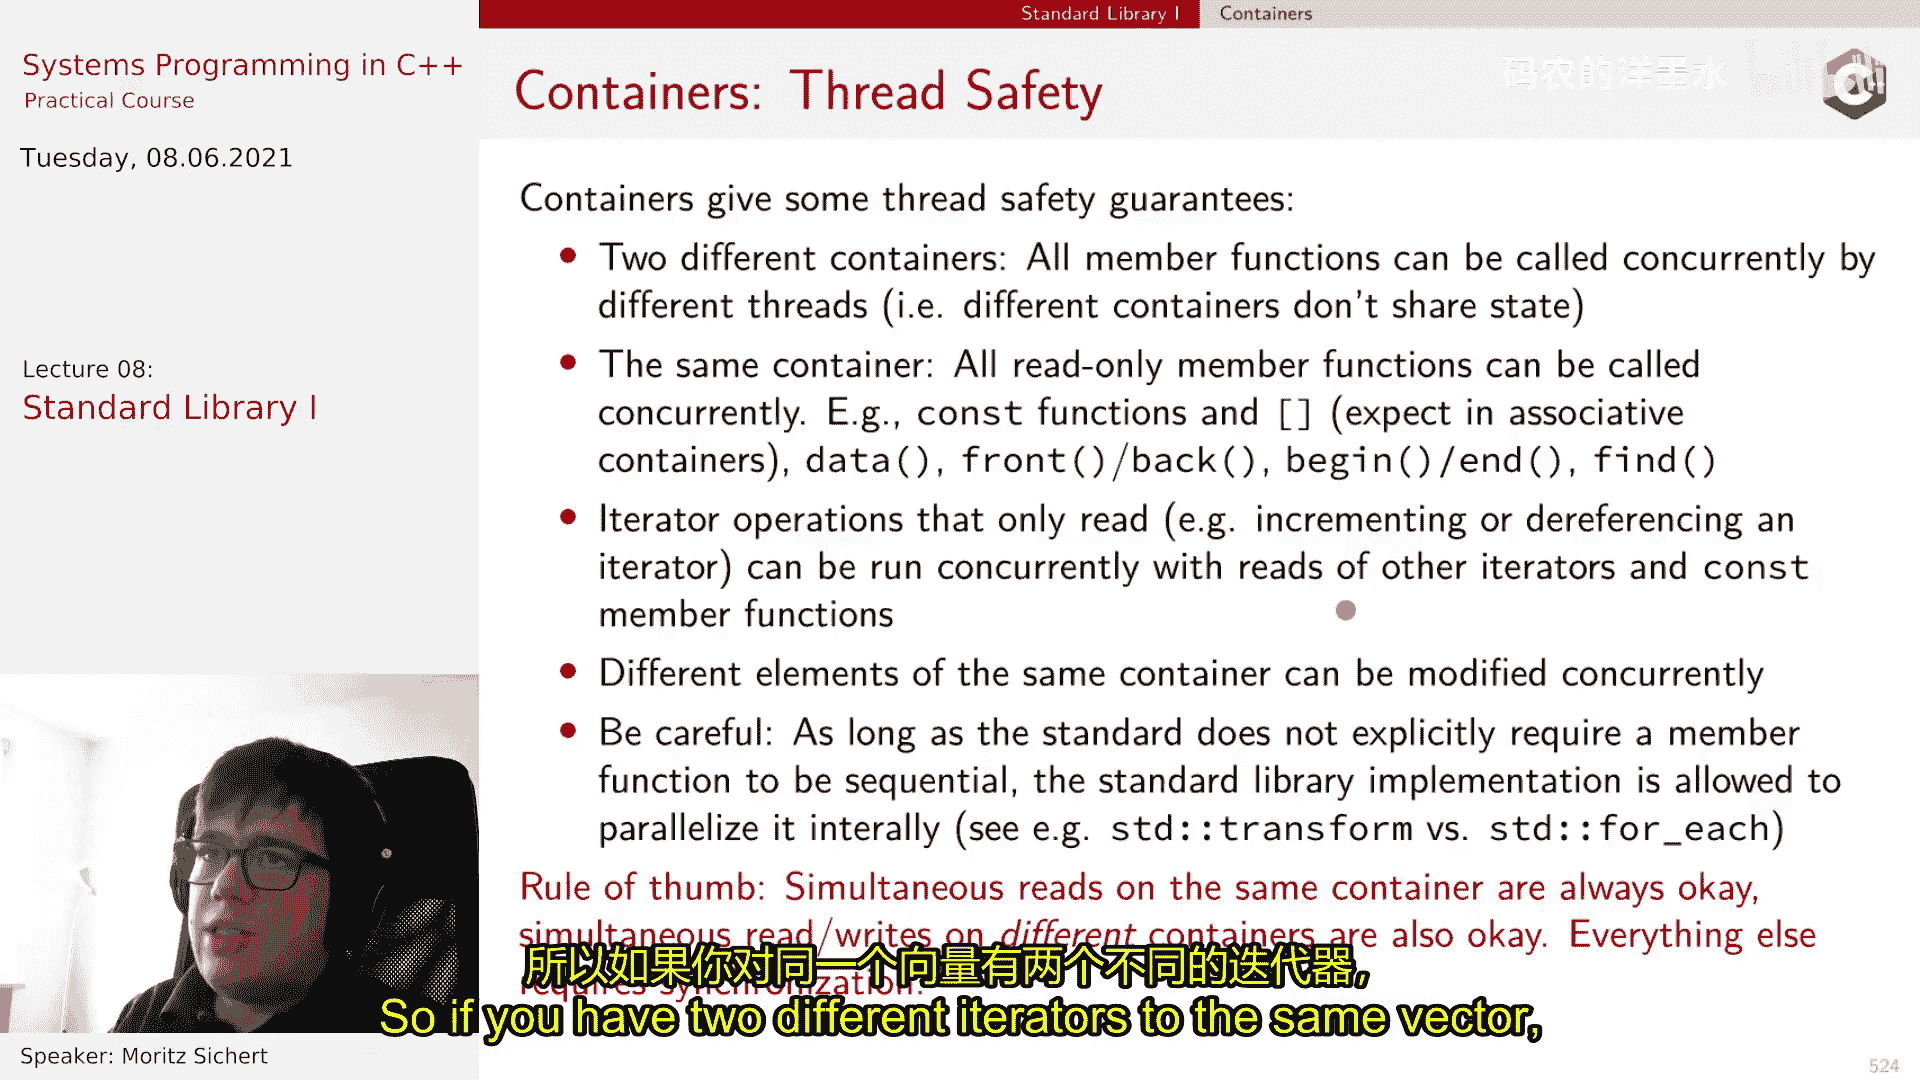 Standard Library I
Containers
Systems Programming in C++
Practical Course
Tuesday, 08.06.2021
Lecture 08:
Standard Library I
Containers: Thread Safety
码农的洋墨水
Containers give some thread safety guarantees:
• Two different containers: All member functions can be called concurrently by
different threads (i.e. different containers don't share state)
• The same container: All read-only member functions can be called
concurrently. E.g., const functions and [] (expect in associative
containers), data(), front()/back(), begin()/end(), find()
• Iterator operations that only read (e.g. incrementing or dereferencing an
iterator) can be run concurrently with reads of other iterators and const
member functions
• Different elements of the same container can be modified concurrently
• Be careful: As long as the standard does not explicitly require a member
function to be sequential, the standard library implementation is allowed to
parallelize it interally (see e.g. std::transform vs. std::for_each)
Rule of thumb: Simultaneous reads on the same container are always okay,
simultaneous read/writes on different containers are also okay. Everything else
requires synchronization.
所以如果你对同一个向量有两个不同的迭代器,
So if you have two different iterators to the same vector,
Speaker: Moritz Sichert
524